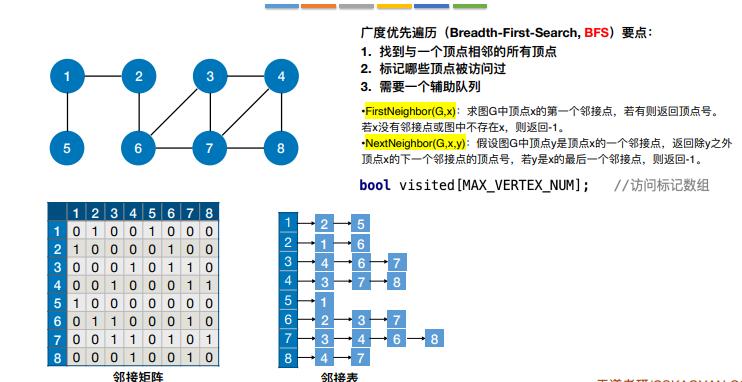 广度优先遍历（Breadth-First-Search, BFS）要点：
1. 找到与一个顶点相邻的所有顶点
2. 标记哪些顶点被访问过
3. 需要一个辅助队列
•FirstNeighbor(G,x)：求图G中顶点x的第一个邻接点，若有则返回顶点号。
若x没有邻接点或图中不存在x，则返回-1。
•NextNeighbor(G,x,y)：假设图G中顶点y是顶点x的一个邻接点，返回除y之外
顶点x的下一个邻接点的顶点号，若y是x的最后一个邻接点，则返回-1。
bool visited[MAX_VERTEX_NUM]; //访问标记数组
1 2 3 4
5 6 7 8
1 2 3 4 5 6 7 8
1 0 1 0 0 1 0 0 0
2 1 0 0 0 0 1 0 0
3 0 0 0 1 0 1 1 0
4 0 0 1 0 0 0 1 1
5 1 0 0 0 0 0 0 0
6 0 1 1 0 0 0 1 0
7 0 0 1 1 0 1 0 1
8 0 0 0 1 0 0 1 0
邻接矩阵
1 2 5
2 1 6
3 4 6 7
4 3 7 8
5 1
6 2 3 7
7 3 4 6 8
8 4 7
邻接表